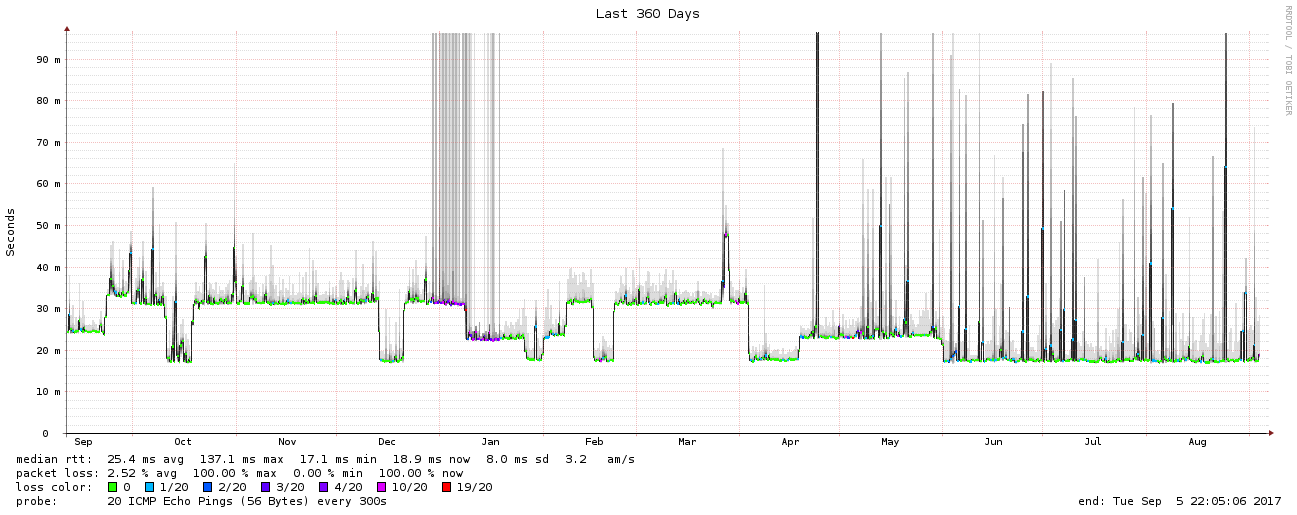 Last 360 Days
RRDTOOL / TOBI OETIKER
Seconds
90 m
80 m
70 m
60 m
50 m
40 m
30 m
20 m
10 m
0
Sep Oct Nov Dec Jan Feb Mar Apr May Jun Jul Aug
median rtt: 25.4 ms avg 137.1 ms max 17.1 ms min 18.9 ms now 8.0 ms sd 3.2 am/s
packet loss: 2.52 % avg 100.00 % max 0.00 % min 100.00 % now
loss color: 0 1/20 2/20 3/20 4/20 10/20 19/20
probe: 20 ICMP Echo Pings (56 Bytes) every 300s end: Tue Sep 5 22:05:06 2017